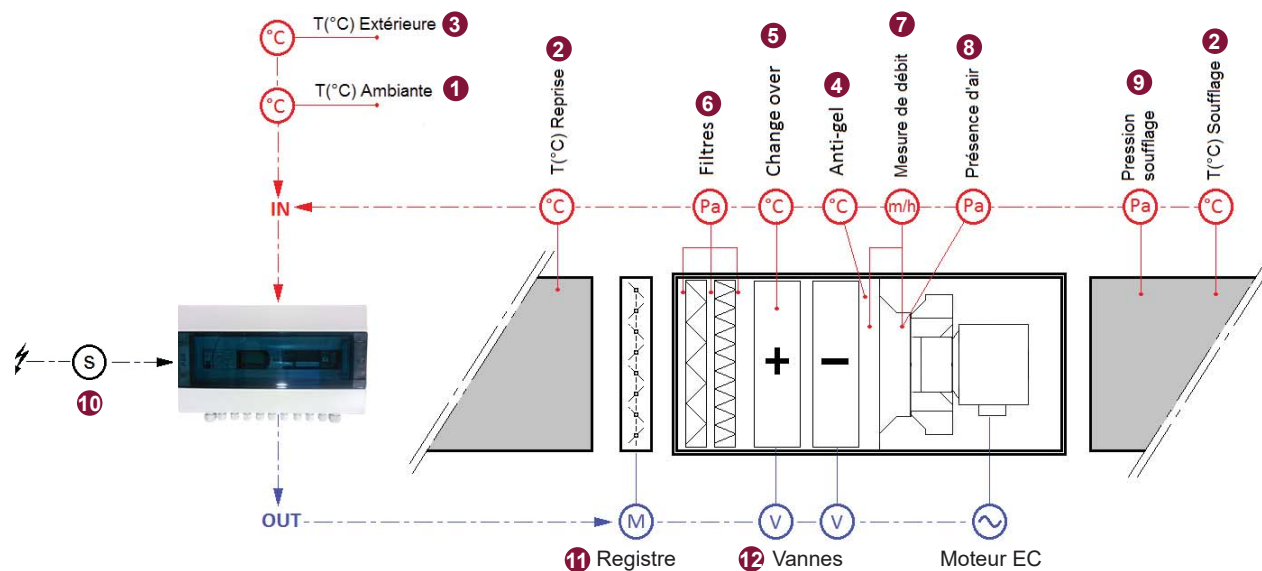 T(°C) Extérieure 3
°C
T(°C) Ambiante 1
°C
2
T(°C) Reprise
6
Filtres
5
Change over
4
Anti-gel
7
Mesure de débit
8
Présence d'air
9
Pression
soufflage
2
T(°C) Soufflage
IN
°C
Pa
°C
°C
m/h
Pa
Pa
°C
S
10
+
−
OUT
M
V
V
11 Registre
12 Vannes
Moteur EC